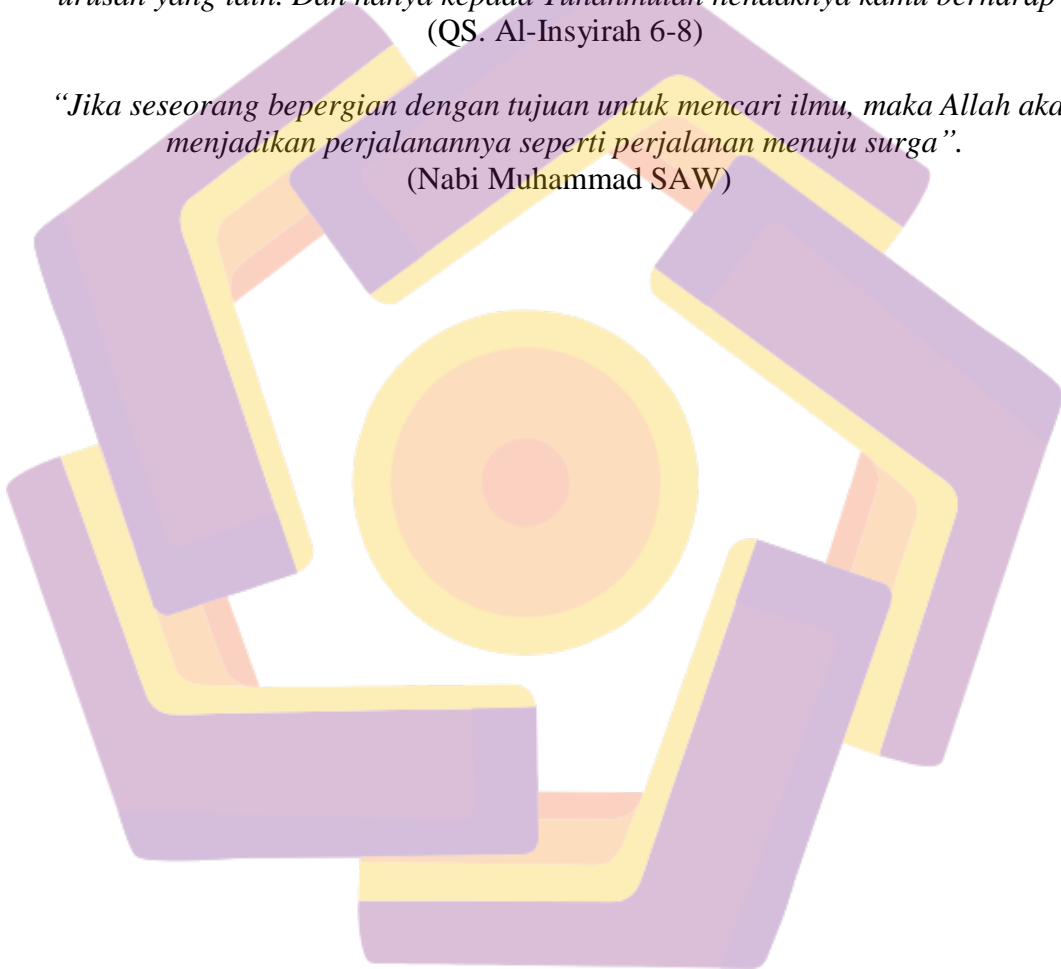 urusan yang lain. Dan hanya kepada Tuhanmulah hendaknya kamu berharap
(QS. Al-Insyirah 6-8)
“Jika seseorang bepergian dengan tujuan untuk mencari ilmu, maka Allah aka
menjadikan perjalanannya seperti perjalanan menuju surga”.
(Nabi Muhammad SAW)